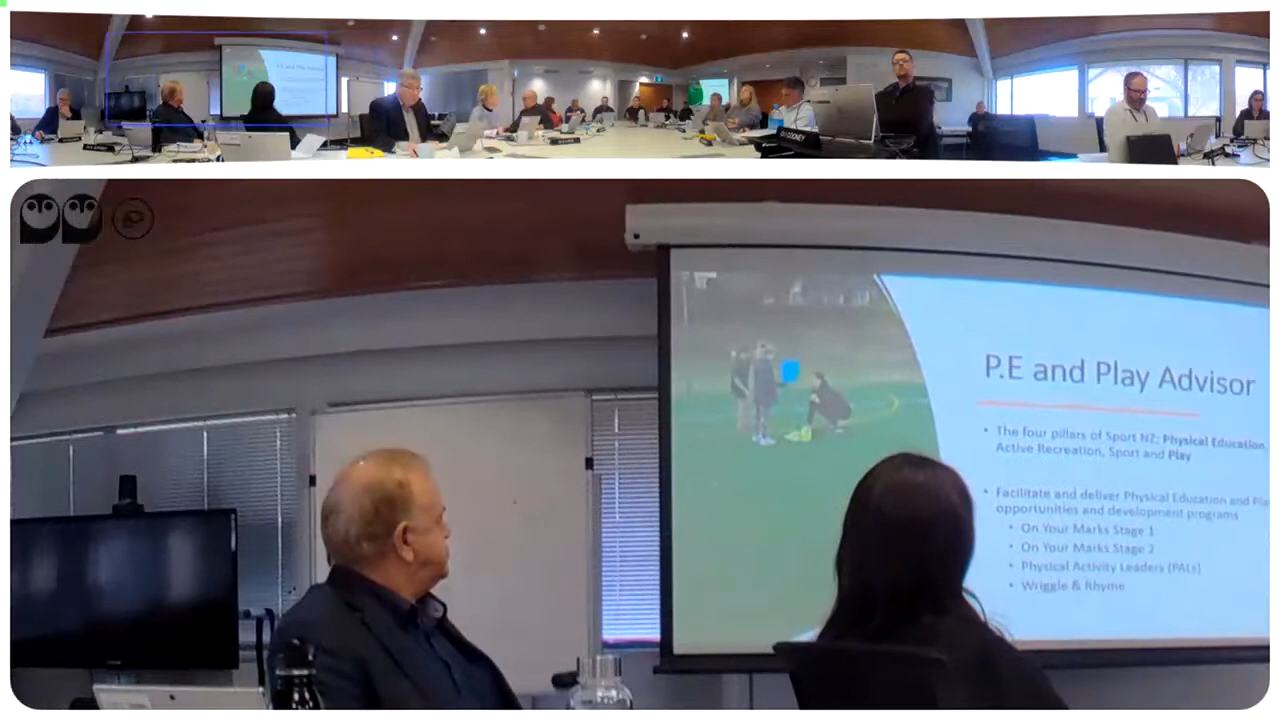 P.E and Play Advisor
• The four pillars of Sport NZ; Physical Education,
Active Recreation, Sport and Play
• Facilitate and deliver Physical Education and Pla
opportunities and development programs
• On Your Marks Stage 1
• On Your Marks Stage 2
• Physical Activity Leaders (PALs)
• Wriggle & Rhyme